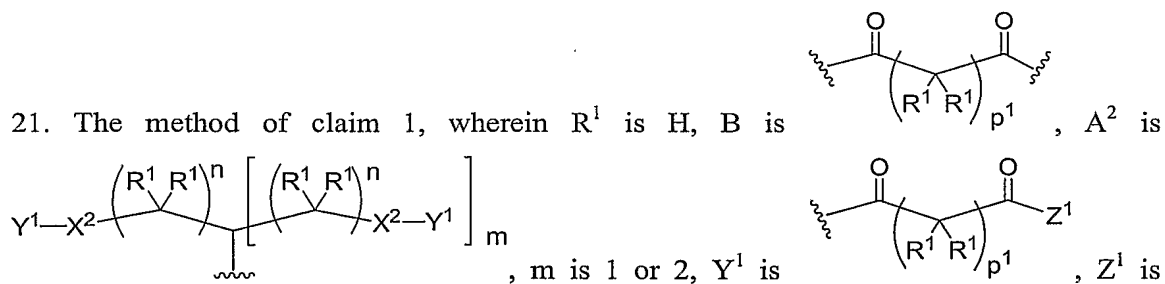 O O
( R¹ R¹ )p¹
21. The method of claim 1, wherein R¹ is H, B is , A² is
Y¹—X² ( R¹ R¹ )n [ ( R¹ R¹ )n X²—Y¹ ]m
, m is 1 or 2, Y¹ is O ( R¹ R¹ )p¹ O Z¹ , Z¹ is